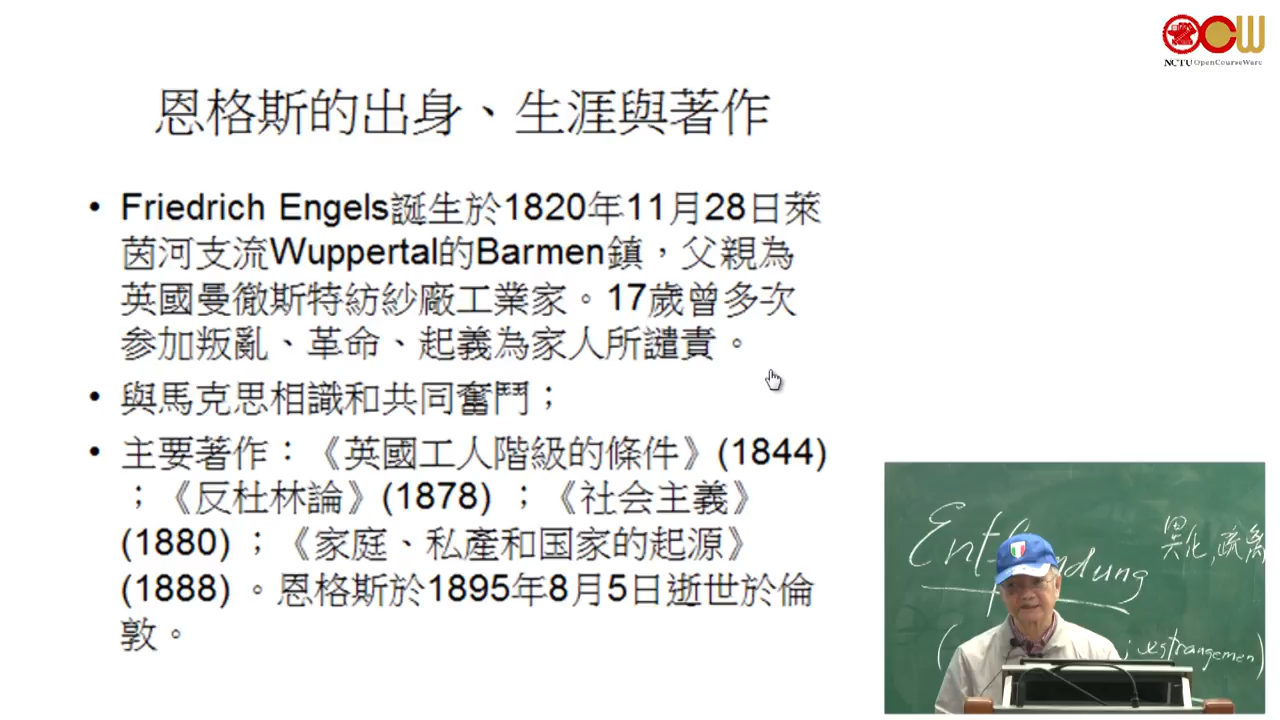 OCW
NCTU OpenCourseWare
恩格斯的出身、生涯與著作
• Friedrich Engels誕生於1820年11月28日萊
茵河支流Wuppertal的Barmen鎮，父親為
英國曼徹斯特紡紗廠工業家。17歲曾多次
參加叛亂、革命、起義為家人所譴責。
• 與馬克思相識和共同奮鬥；
• 主要著作：《英國工人階級的條件》(1844)
；《反杜林論》(1878) ；《社会主義》
(1880)；《家庭、私產和国家的起源》
(1888) 。恩格斯於1895年8月5日逝世於倫
敦。
異化,疏離